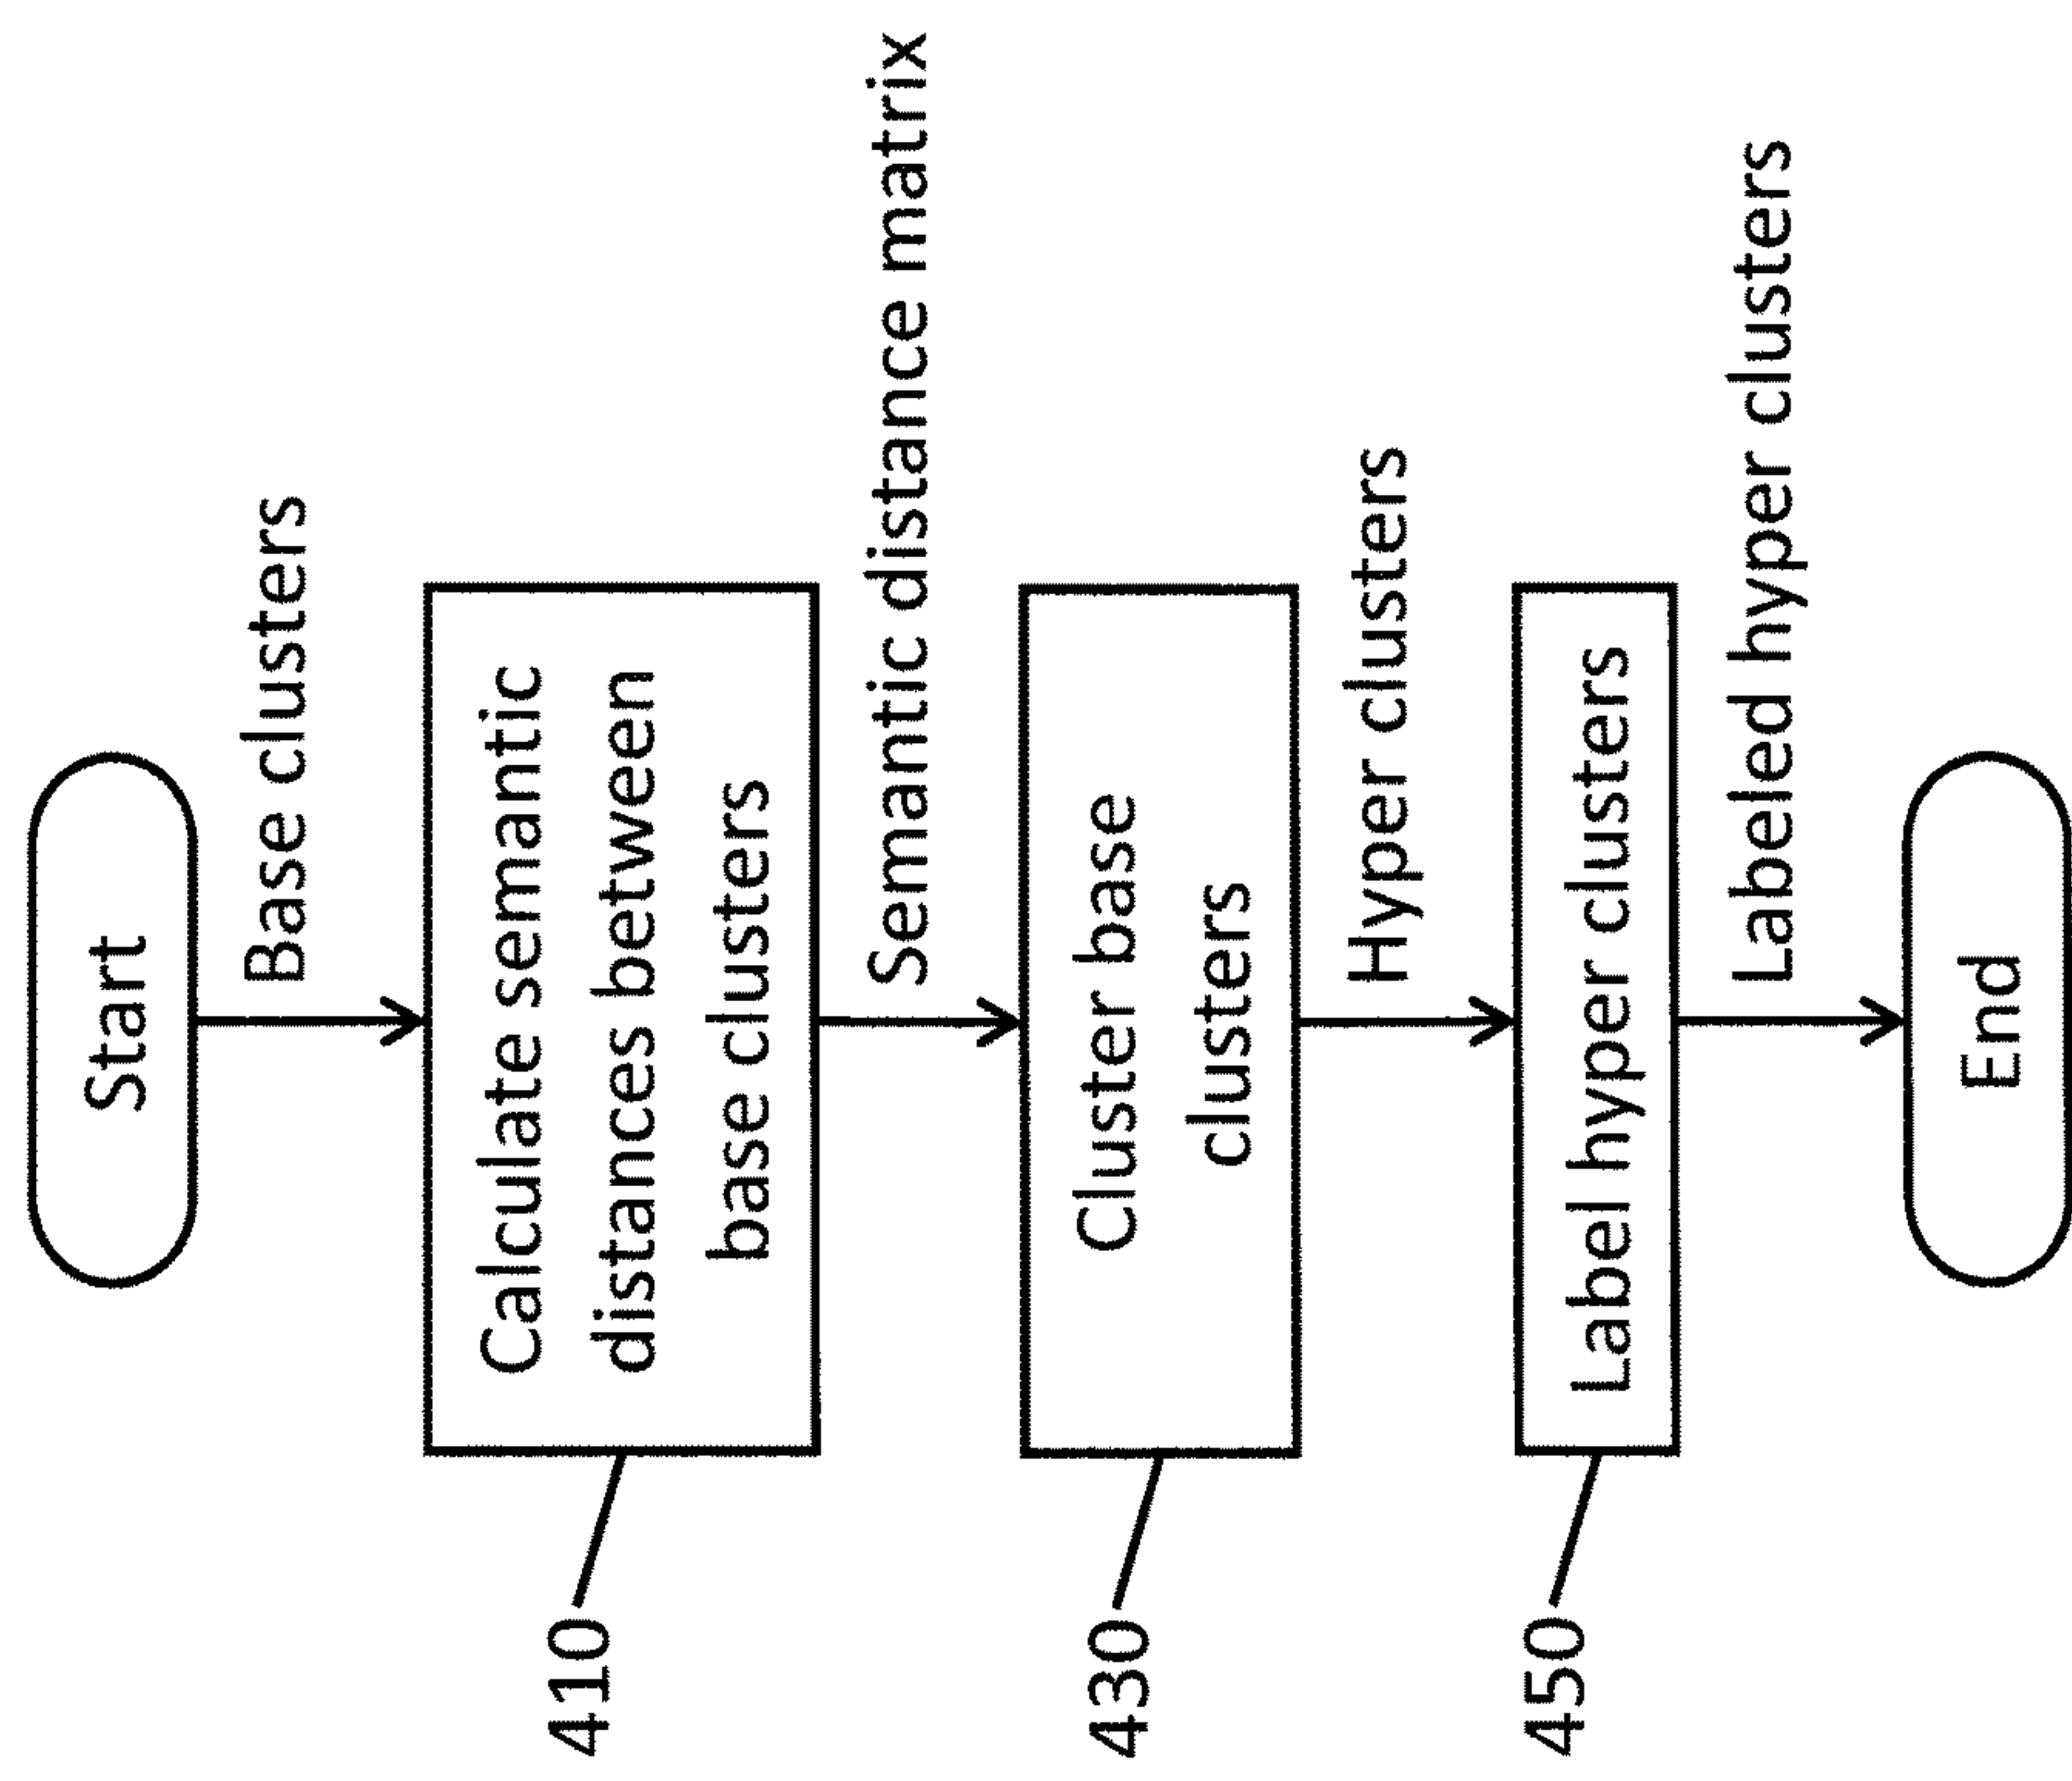 Start
Base clusters
Calculate semantic
distances between
base clusters
410
Semantic distance matrix
Cluster base
clusters
430
Hyper clusters
Label hyper clusters
450
Labeled hyper clusters
End